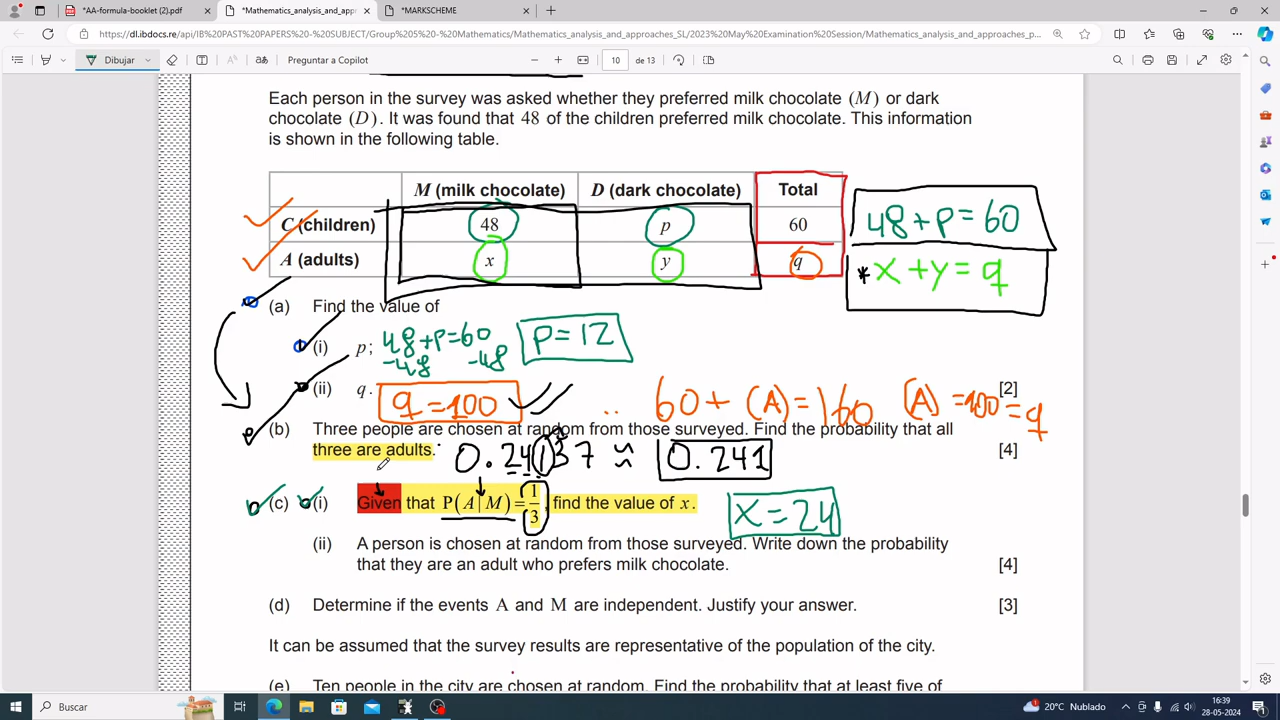 *AA-formula-booklet (2).pdf
*Mathematics_analysis_and_appr
*MARKSCHEME
https://dl.ibdocs.re/api/IB%20PAST%20PAPERS%20-%20SUBJECT/Group%205%20-%20Mathematics/Mathematics_analysis_and_approaches_SL/2023%20May%20Examination%20Session/Mathematics_analysis_and_approaches_p...
Dibujar
Preguntar a Copilot
10 de 13
Each person in the survey was asked whether they preferred milk chocolate (M) or dark
chocolate (D). It was found that 48 of the children preferred milk chocolate. This information
is shown in the following table.
M (milk chocolate) D (dark chocolate) Total
C (children) 48 p 60
A (adults) x y q
48+p=60
*x+y=q
(a) Find the value of
(i) p; 48+p=60 p=12
-48 -48
(ii) q. [2]
q=100 .. 60+(A)=160 (A)=100=q
(b) Three people are chosen at random from those surveyed. Find the probability that all
three are adults. [4]
0.24137 ≈ 0.241
(c) (i) Given that P(A|M)=1/3, find the value of x. x=24
(ii) A person is chosen at random from those surveyed. Write down the probability
that they are an adult who prefers milk chocolate. [4]
(d) Determine if the events A and M are independent. Justify your answer. [3]
It can be assumed that the survey results are representative of the population of the city.
(e) Ten people in the city are chosen at random. Find the probability that at least five of
Buscar
20°C Nublado
16:39
28-05-2024